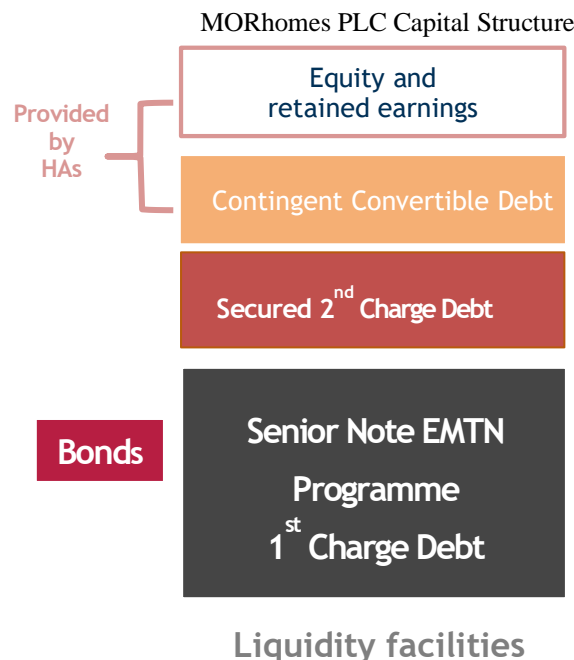 MORhomes PLC Capital Structure
Equity and
retained earnings
Provided
by
HAs
Contingent Convertible Debt
Secured 2nd Charge Debt
Bonds
Senior Note EMTN
Programme
1st Charge Debt
Liquidity facilities